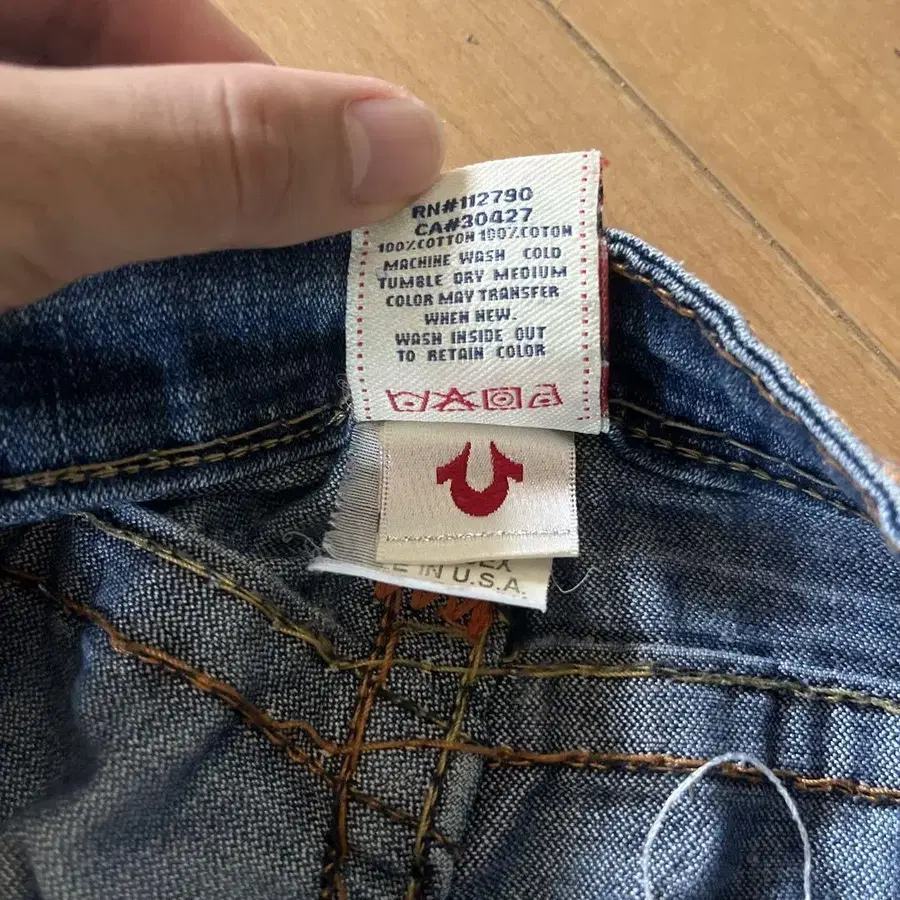 RN#112790
CA#30427
100%COTTON 100%COTON
MACHINE WASH COLD
TUMBLE DRY MEDIUM
COLOR MAY TRANSFER
WHEN NEW.
WASH INSIDE OUT
TO RETAIN COLOR
IN U.S.A.